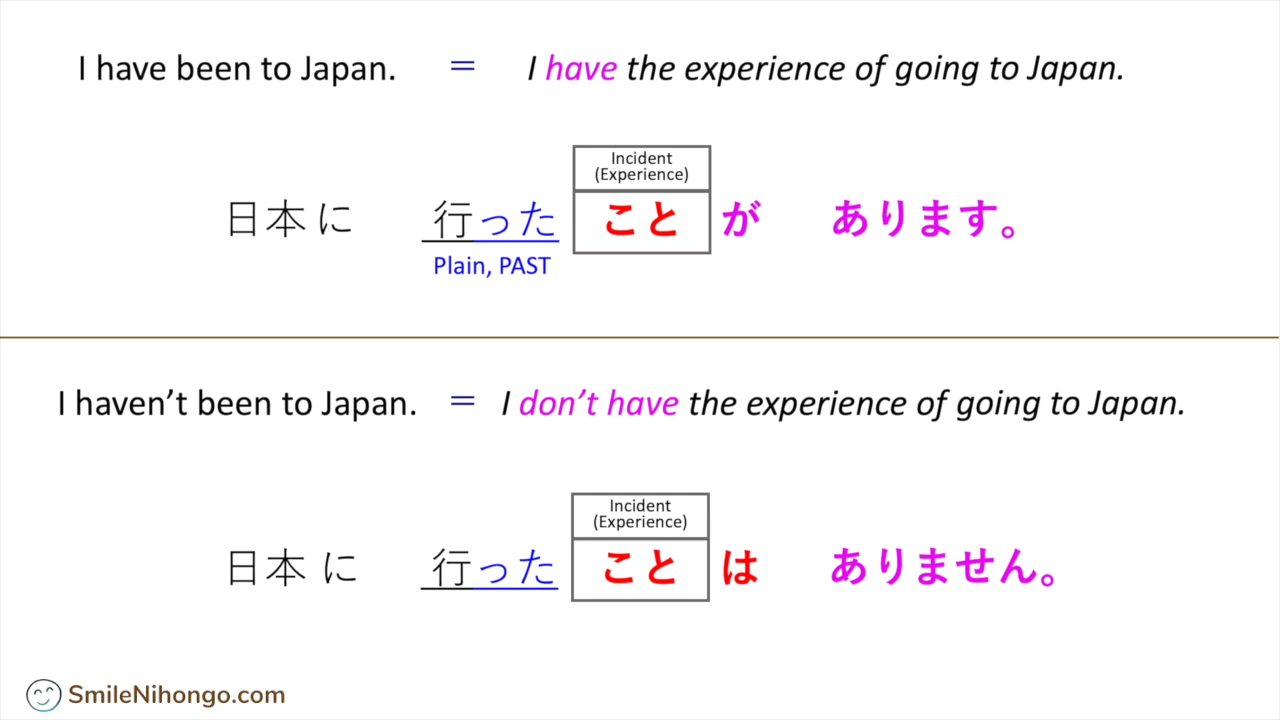 I have been to Japan. = I have the experience of going to Japan.
Incident
(Experience)
日本に 行った こと が あります。
Plain, PAST
I haven't been to Japan. = I don't have the experience of going to Japan.
Incident
(Experience)
日本に 行った こと は ありません。
SmileNihongo.com